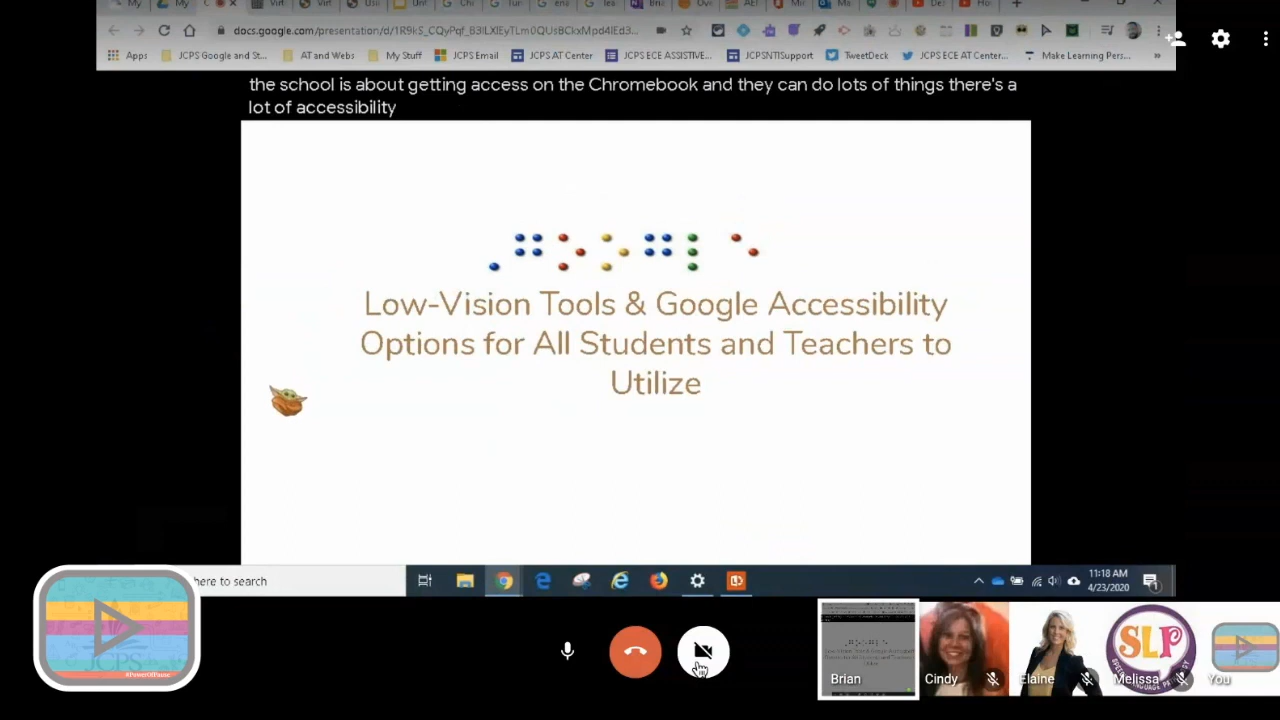 docs.google.com/presentation/d/1R9kS_CQyPqf_B3ILXIEyTLm0QUsBCIxMpd4lEd3...
Apps JCPS Google and St... AT and Webs My Stuff JCPS Email JCPS AT Center JCPS ECE ASSISTIVE... JCPSNTISupport TweetDeck JCPS ECE AT Center... Make Learning Pers... »
the school is about getting access on the Chromebook and they can do lots of things there's a
lot of accessibility
⠠⠛⠕⠕⠛⠇⠑
Low-Vision Tools & Google Accessibility
Options for All Students and Teachers to
Utilize
here to search
11:18 AM
4/23/2020
JCPS
#PowerOfPause
SLP
Brian Cindy Elaine Melissa You